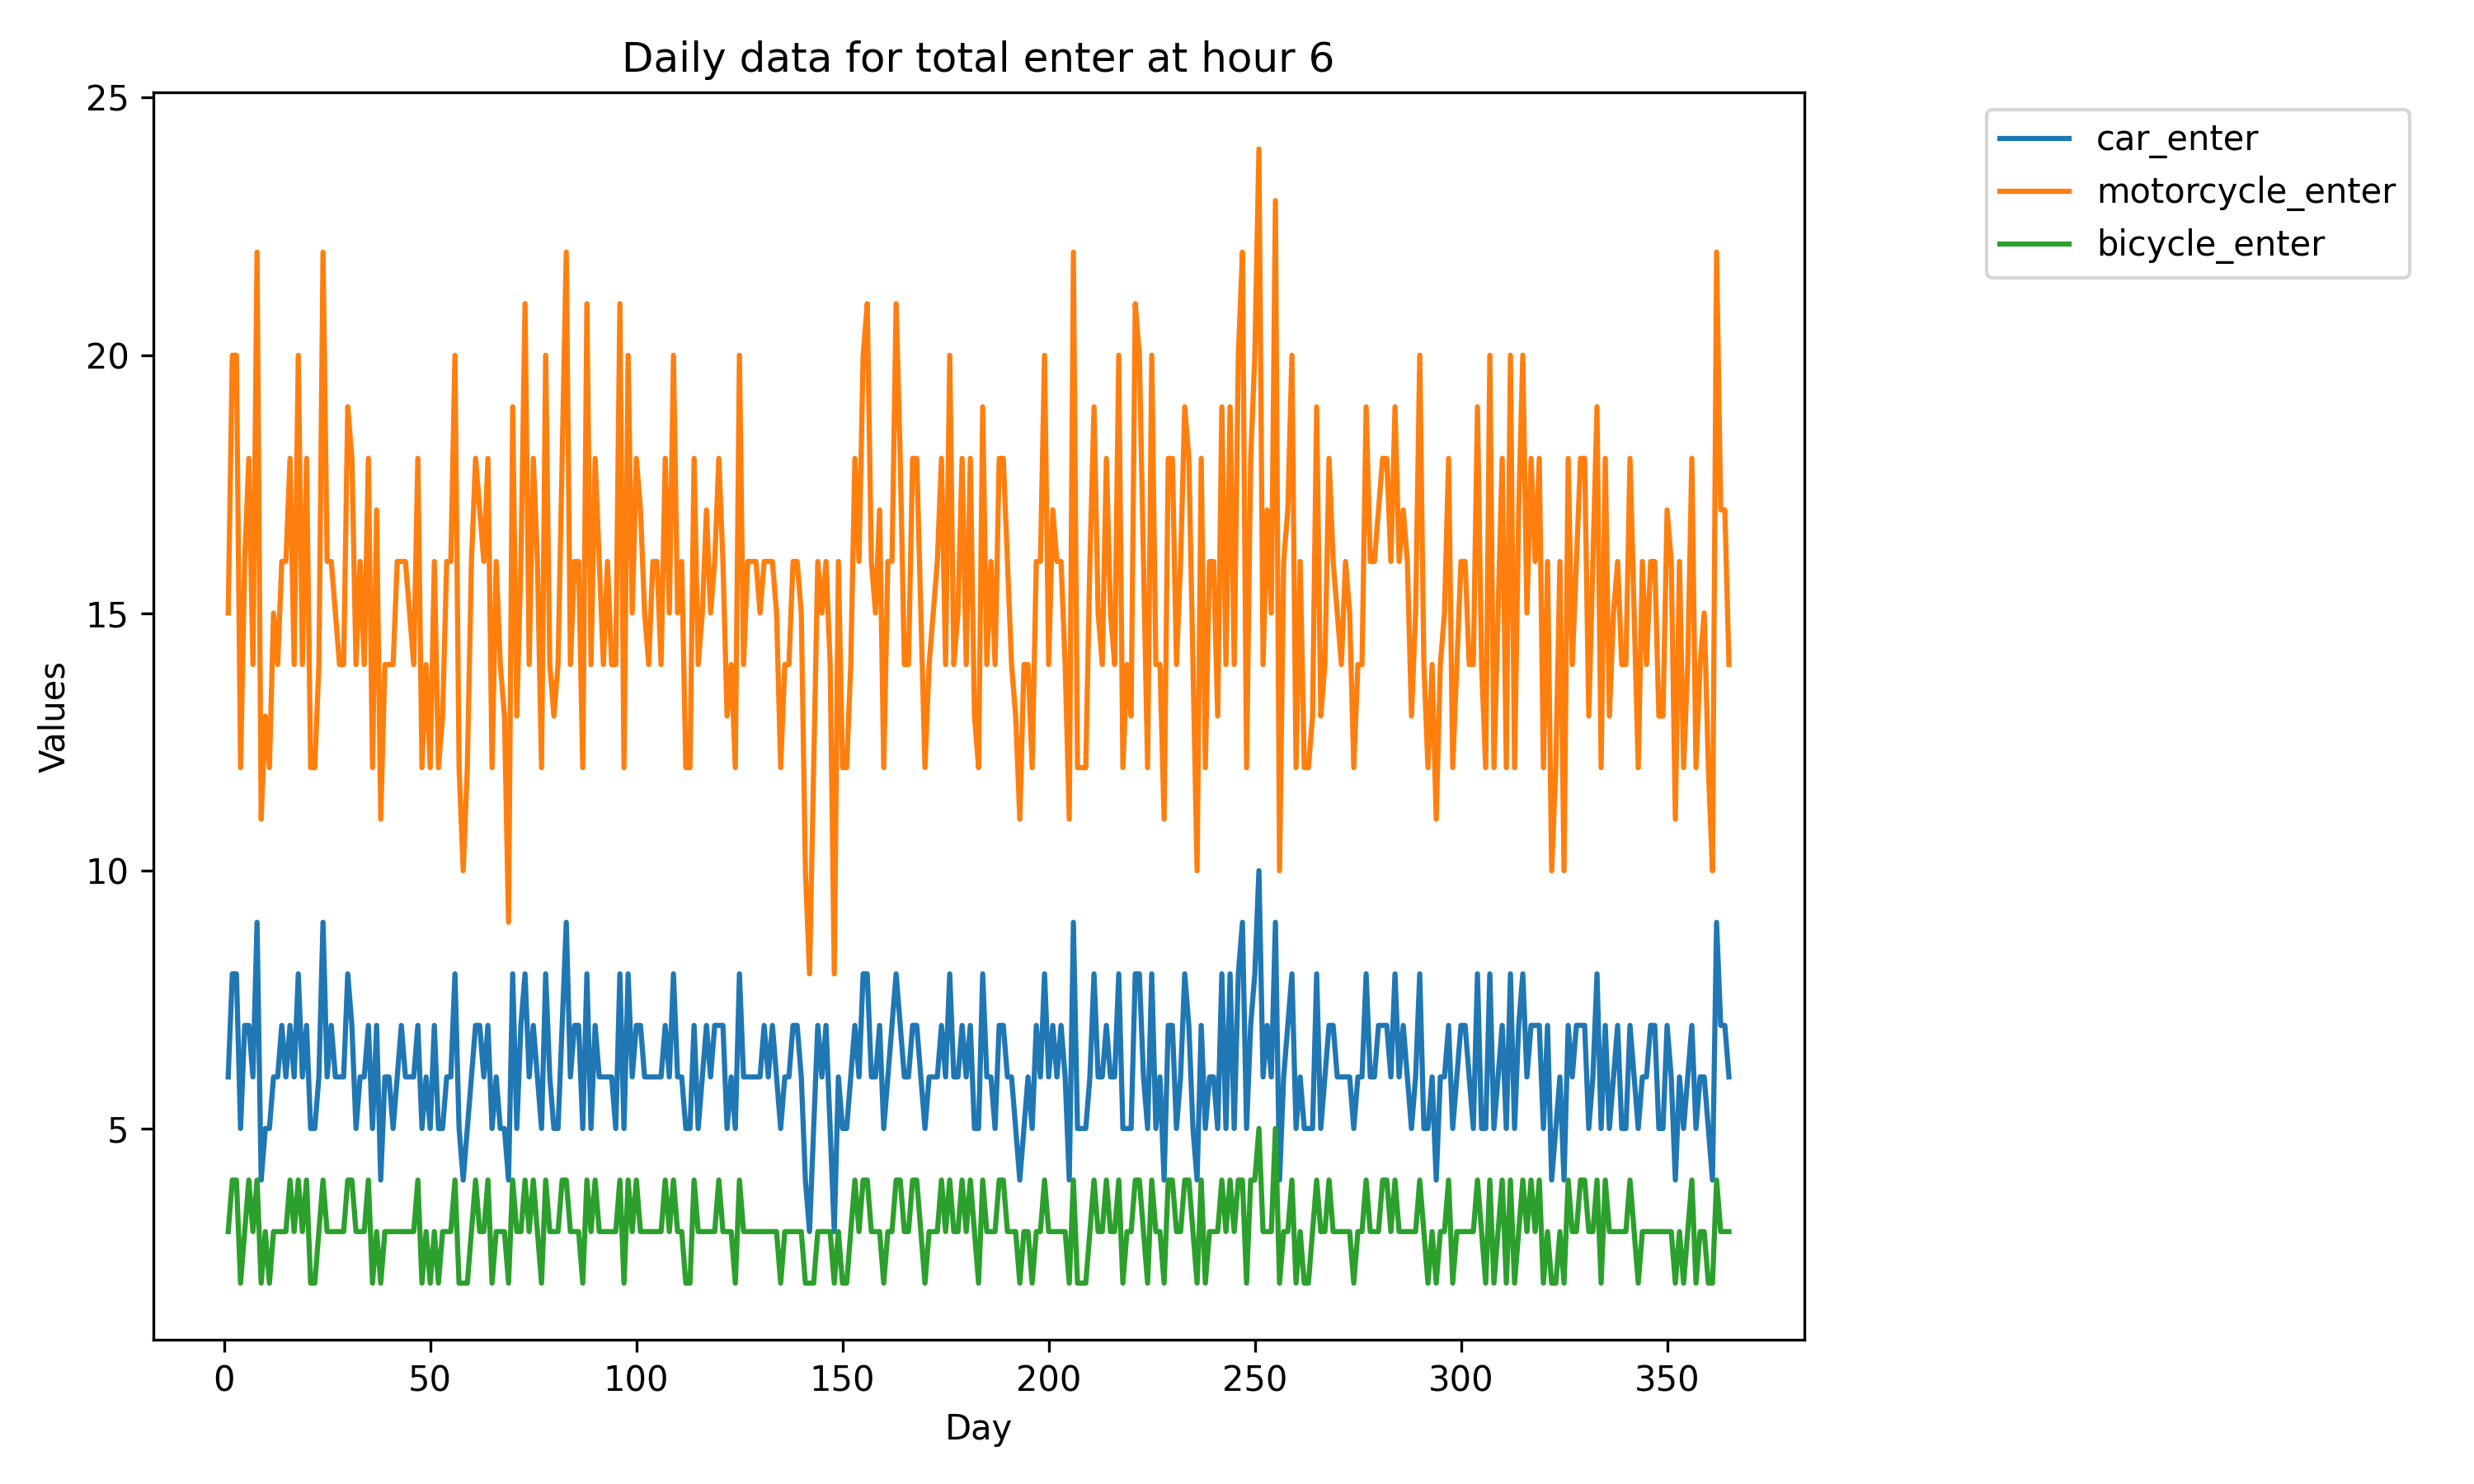 Daily data for total enter at hour 6
25
20
15
10
5
Values
0 50 100 150 200 250 300 350
Day
car_enter
motorcycle_enter
bicycle_enter